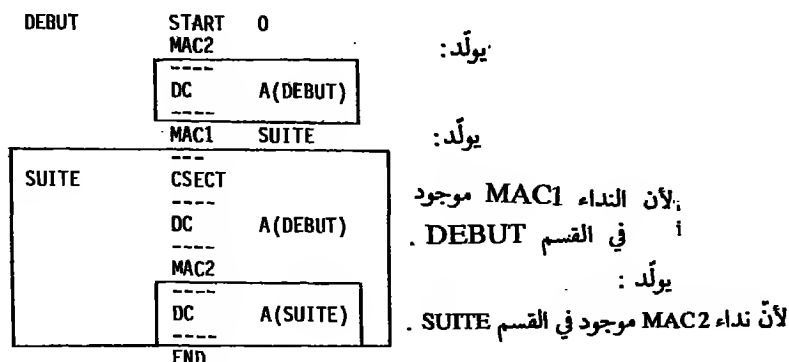 DEBUT START 0
MAC2 يولّد:
----
DC A(DEBUT)
----
MAC1 SUITE يولّد:
---
SUITE CSECT
---- لأن النداء MAC1 موجود
DC A(DEBUT) في القسم DEBUT .
----
MAC2 يولّد :
----
DC A(SUITE) لأنّ نداء MAC2 موجود في القسم SUITE .
----
END